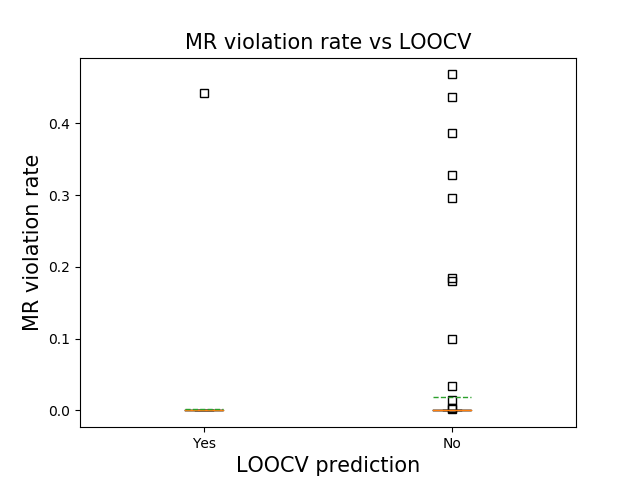 MR violation rate vs LOOCV
MR violation rate
0.4
0.3
0.2
0.1
0.0
Yes
No
LOOCV prediction